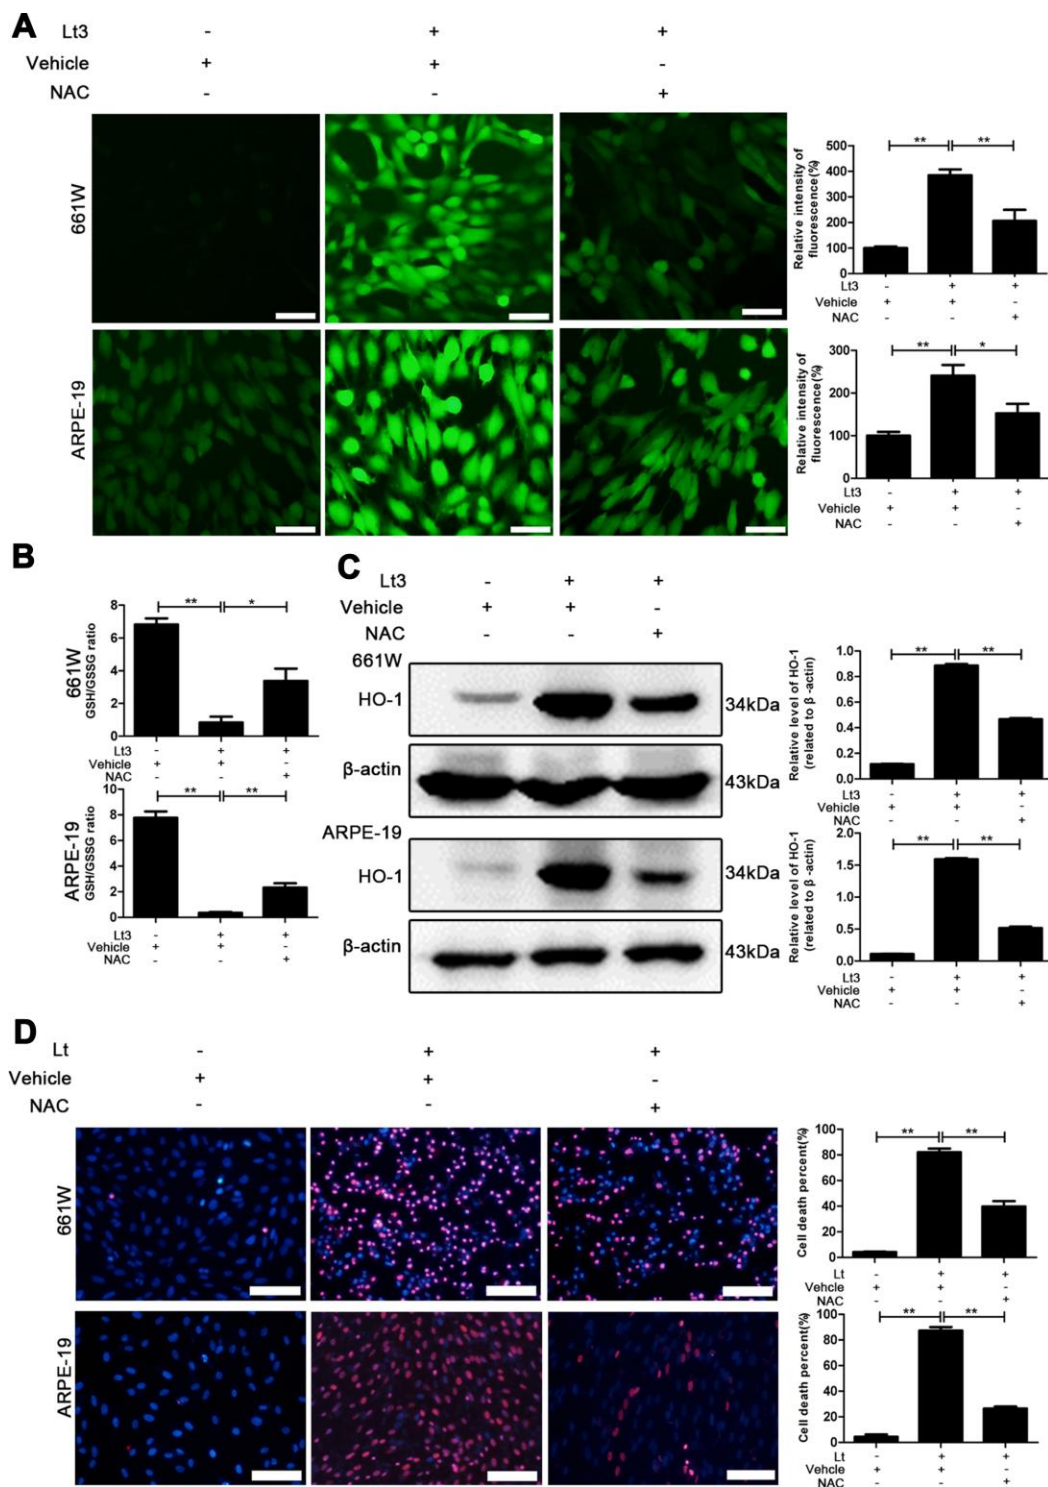 A
Lt3 - + +
Vehicle + + -
NAC - - +
661W
ARPE-19
Relative intensity of
fluorescence(%)
500
400
300
200
100
0
** **
Lt3 - + +
Vehicle + + -
NAC - - +
Relative intensity of
fluorescence(%)
300
200
100
0
** *
Lt3 - + +
Vehicle + + -
NAC - - +
B
661W
GSH/GSSG ratio
8
6
4
2
0
** *
Lt3 - + +
Vehicle + + -
NAC - - +
ARPE-19
GSH/GSSG ratio
10
8
6
4
2
0
** **
Lt3 - + +
Vehicle + + -
NAC - - +
C
Lt3 - + +
Vehicle + + -
NAC - - +
661W
HO-1 34kDa
β-actin 43kDa
ARPE-19
HO-1 34kDa
β-actin 43kDa
Relative level of HO-1
(related to β -actin)
1.0
0.8
0.6
0.4
0.2
0.0
** **
Lt3 - + +
Vehicle + + -
NAC - - +
Relative level of HO-1
(related to β -actin)
1.5
1.0
0.5
0.0
** **
Lt3 - + +
Vehicle + + -
NAC - - +
D
Lt - + +
Vehicle + + -
NAC - - +
661W
ARPE-19
Cell death percent(%)
100
80
60
40
20
0
** **
Lt - + +
Vehcle + + -
NAC - - +
Cell death percent(%)
100
80
60
40
20
0
** **
Lt - + +
Vehcle + + -
NAC - - +